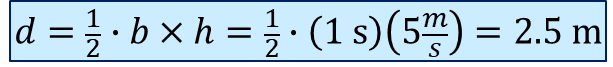 d = 1/2 · b × h = 1/2 · (1 s)(5 m/s) = 2.5 m